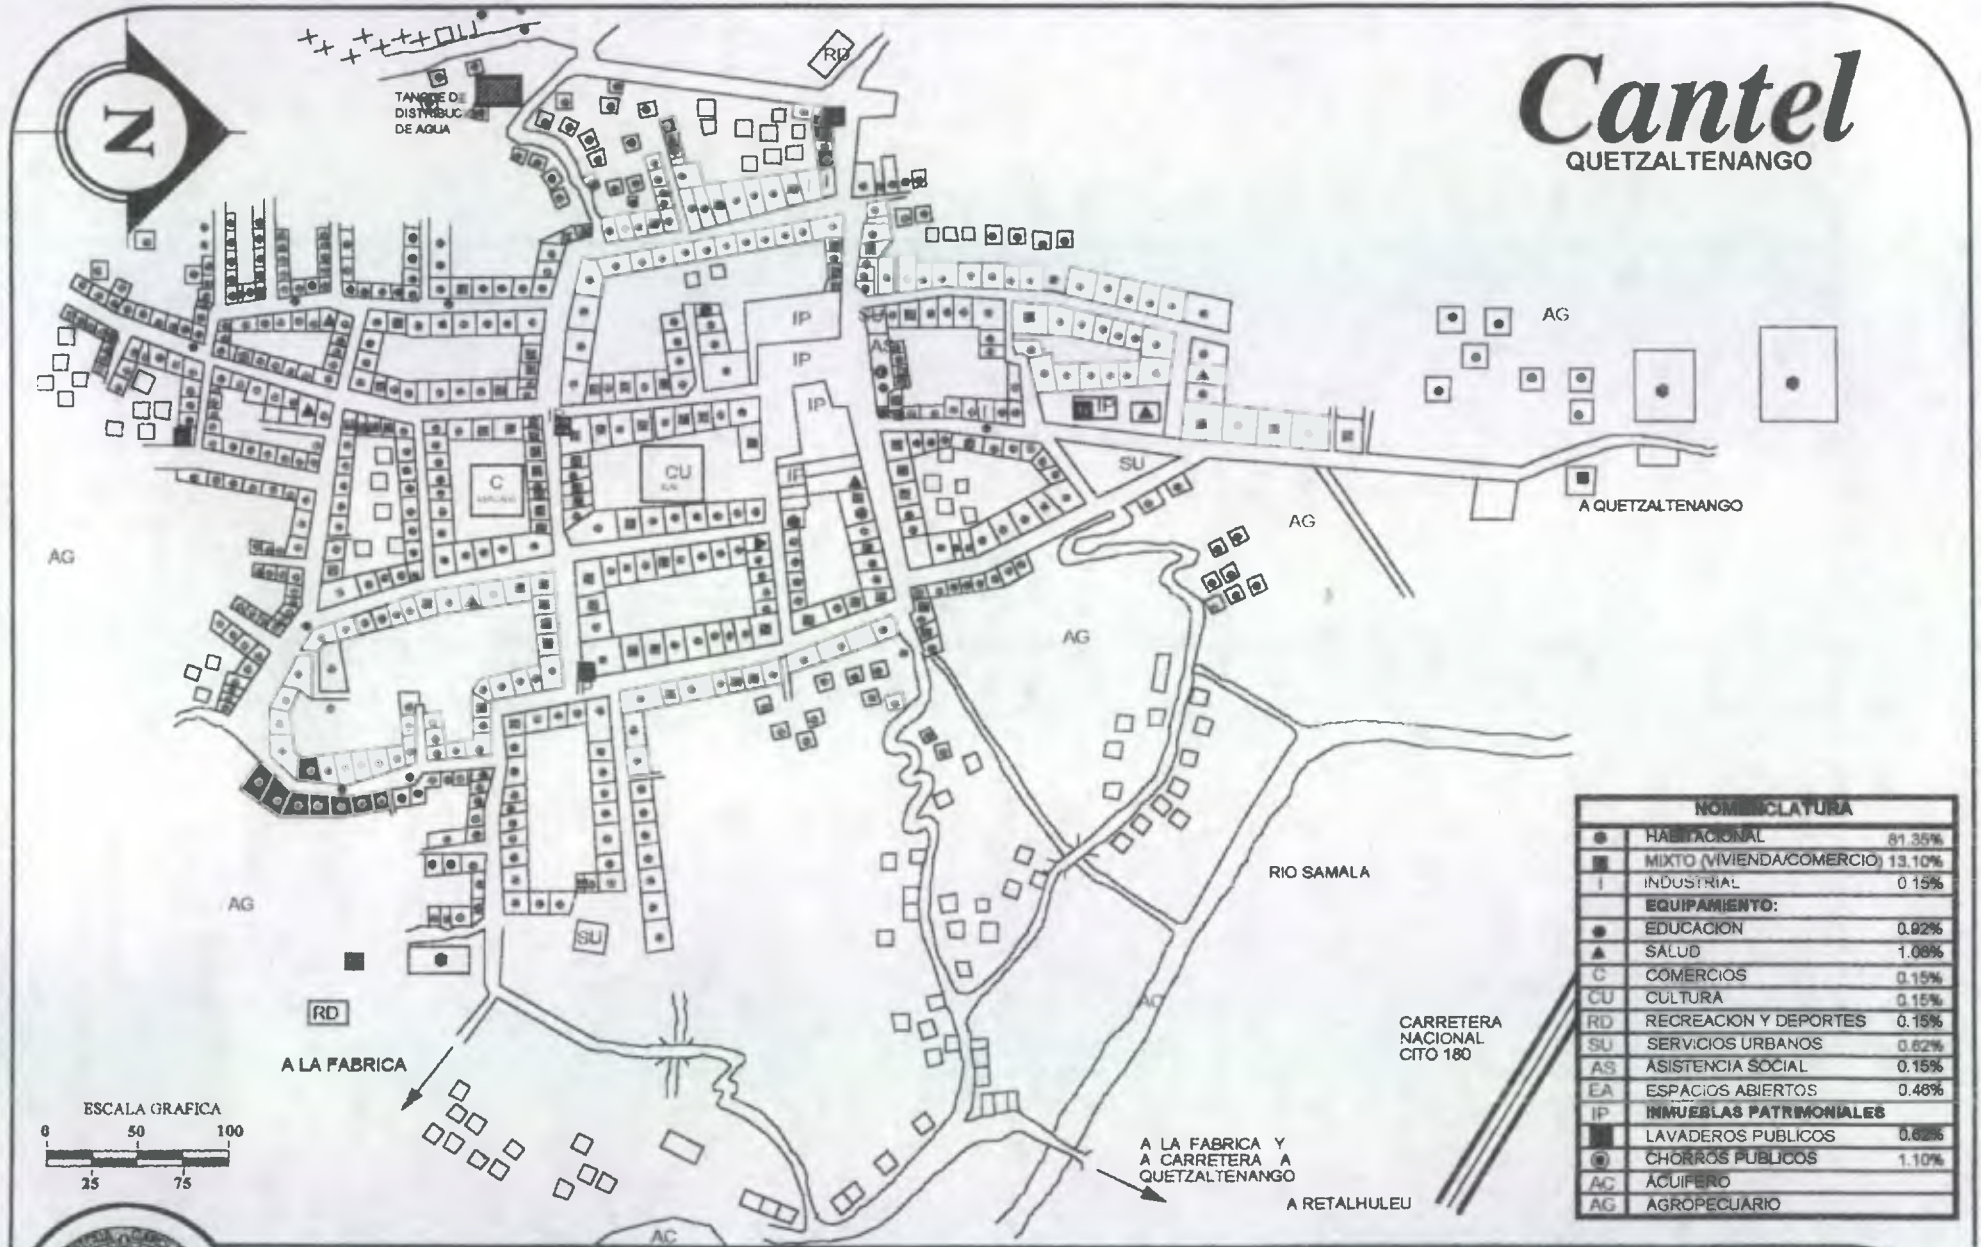 Cantel
QUETZALTENANGO
N
RD
TANQUE DE
DISTRIBUC
DE AGUA
IP
SU
AG
IP
AS
IP
IP
IP
C
CU
IP
SU
A QUETZALTENANGO
AG
AG
AG
IP
RIO SAMALA
AG
SU
RD
A LA FABRICA
CARRETERA
NACIONAL
CITO 180
ESCALA GRAFICA
0 50 100
25 75
A LA FABRICA Y
A CARRETERA A
QUETZALTENANGO
A RETALHULEU
AC
NOMENCLATURA
HABITACIONAL 81.35%
MIXTO (VIVIENDA/COMERCIO) 13.10%
I INDUSTRIAL 0.15%
EQUIPAMIENTO:
EDUCACION 0.92%
SALUD 1.08%
C COMERCIOS 0.15%
CU CULTURA 0.15%
RD RECREACION Y DEPORTES 0.15%
SU SERVICIOS URBANOS 0.62%
AS ASISTENCIA SOCIAL 0.15%
EA ESPACIOS ABIERTOS 0.46%
IP INMUEBLAS PATRIMONIALES
LAVADEROS PUBLICOS 0.62%
CHORROS PUBLICOS 1.10%
AC ACUIFERO
AG AGROPECUARIO